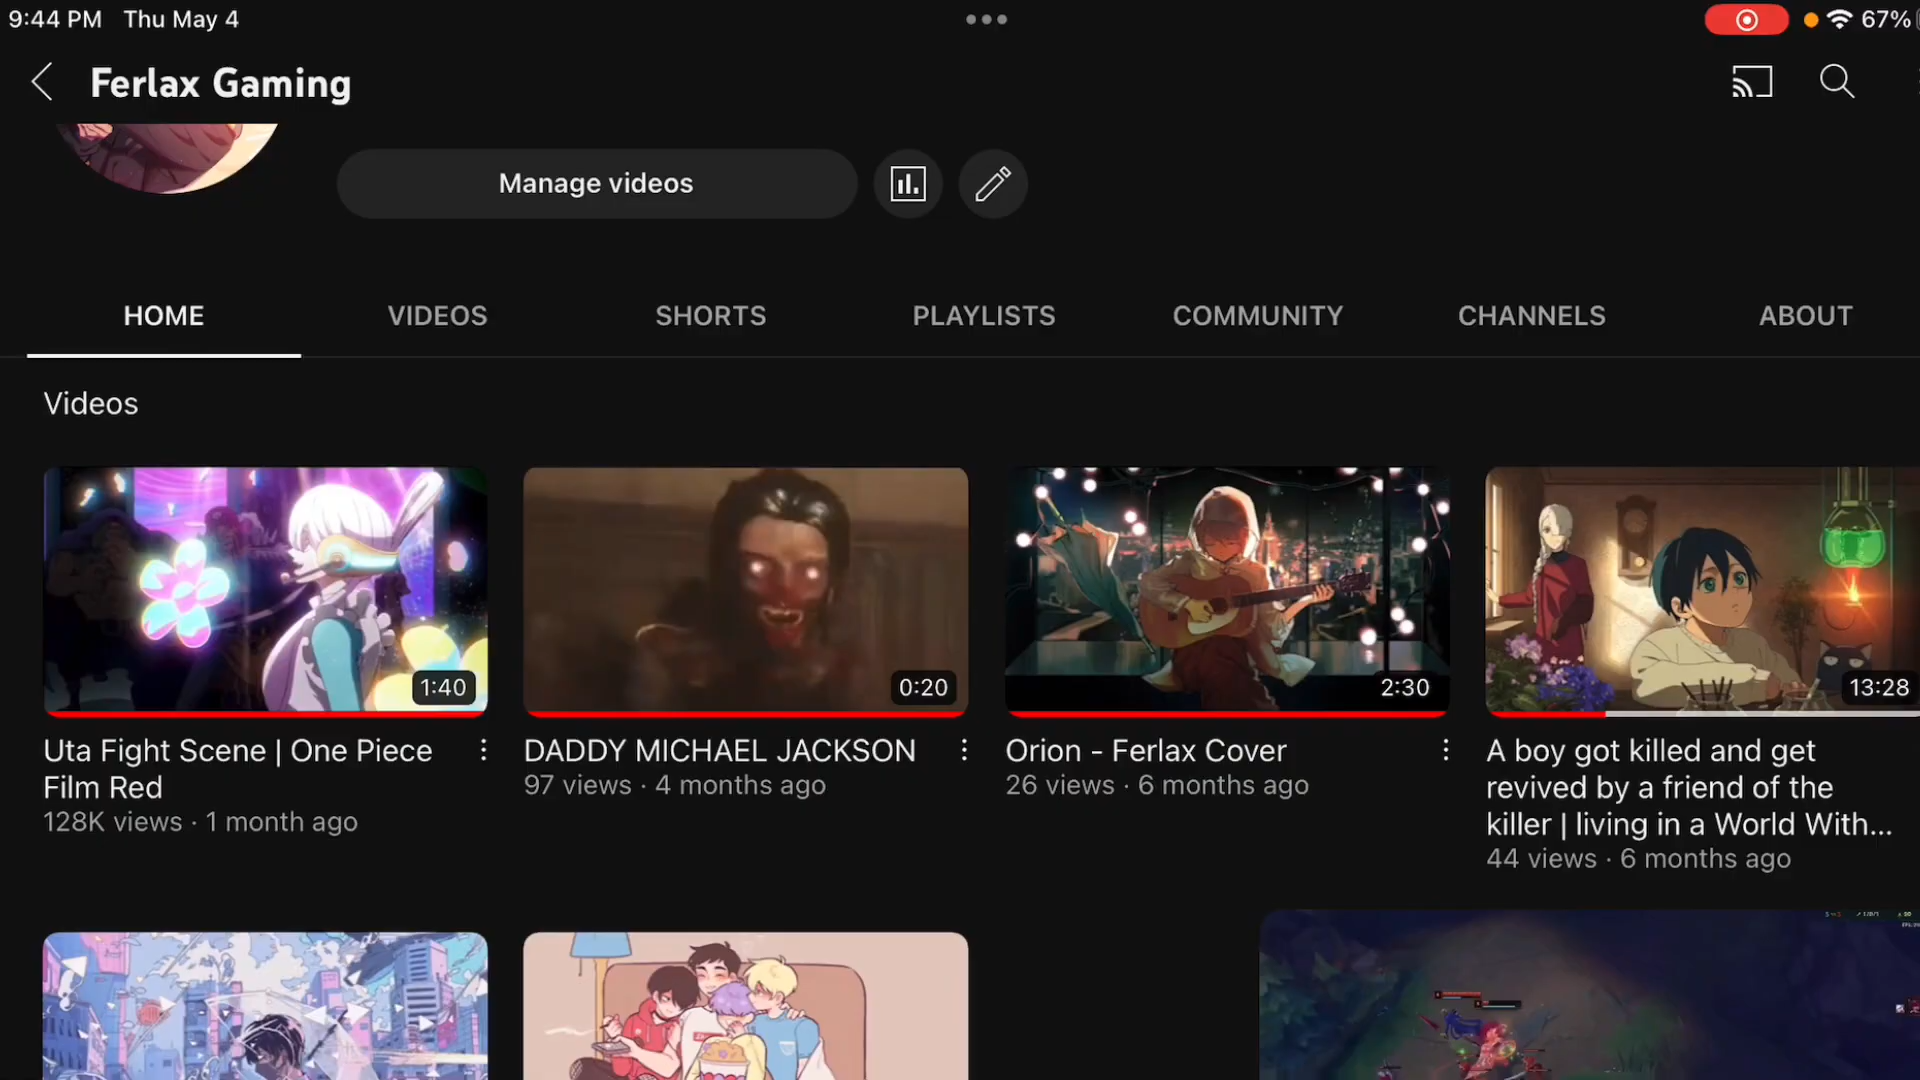 9:44 PM Thu May 4
67%
Ferlax Gaming
Manage videos
HOME VIDEOS SHORTS PLAYLISTS COMMUNITY CHANNELS ABOUT
Videos
1:40
0:20
2:30
13:28
Uta Fight Scene | One Piece
Film Red
128K views · 1 month ago
DADDY MICHAEL JACKSON
97 views · 4 months ago
Orion - Ferlax Cover
26 views · 6 months ago
A boy got killed and get
revived by a friend of the
killer | living in a World With...
44 views · 6 months ago